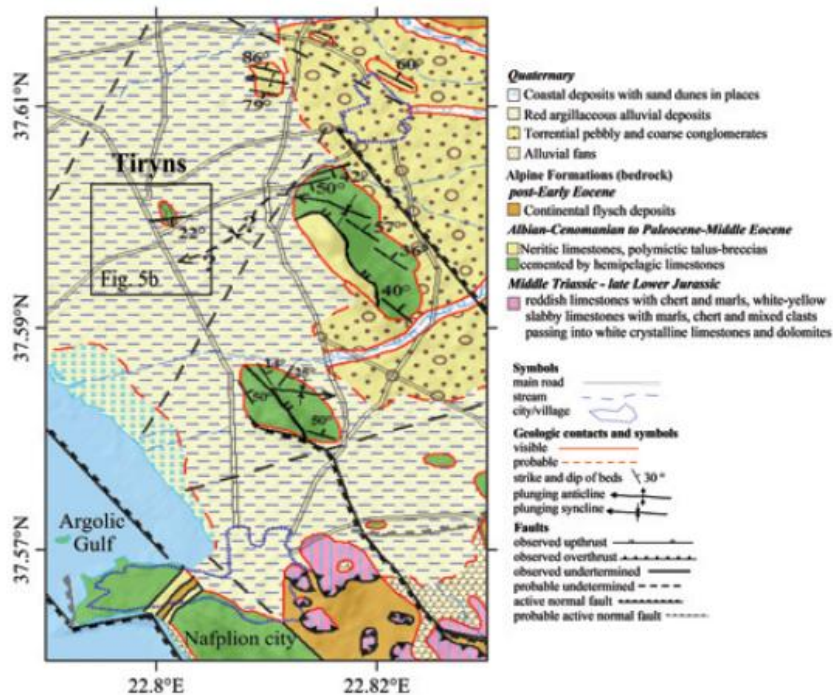 37.61°N
37.59°N
37.57°N
22.8°E
22.82°E
86°
79°
60°
Tiryns
42°
50°
57°
36°
40°
22°
?
Fig. 5b
50°
50°
Argolic
Gulf
Nafplion city
Quaternary
Coastal deposits with sand dunes in places
Red argillaceous alluvial deposits
Torrential pebbly and coarse conglomerates
Alluvial fans
Alpine Formations (bedrock)
post-Early Eocene
Continental flysch deposits
Albian-Cenomanian to Paleocene-Middle Eocene
Neritic limestones, polymictic talus-breccias
cemented by hemipelagic limestones
Middle Triassic - late Lower Jurassic
reddish limestones with chert and marls, white-yellow
slabby limestones with marls, chert and mixed clasts
passing into white crystalline limestones and dolomites
Symbols
main road
stream
city/village
Geologic contacts and symbols
visible
probable
strike and dip of beds 30°
plunging anticline
plunging syncline
Faults
observed upthrust
observed overthrust
observed undertermined
probable undetermined
active normal fault
probable active normal fault